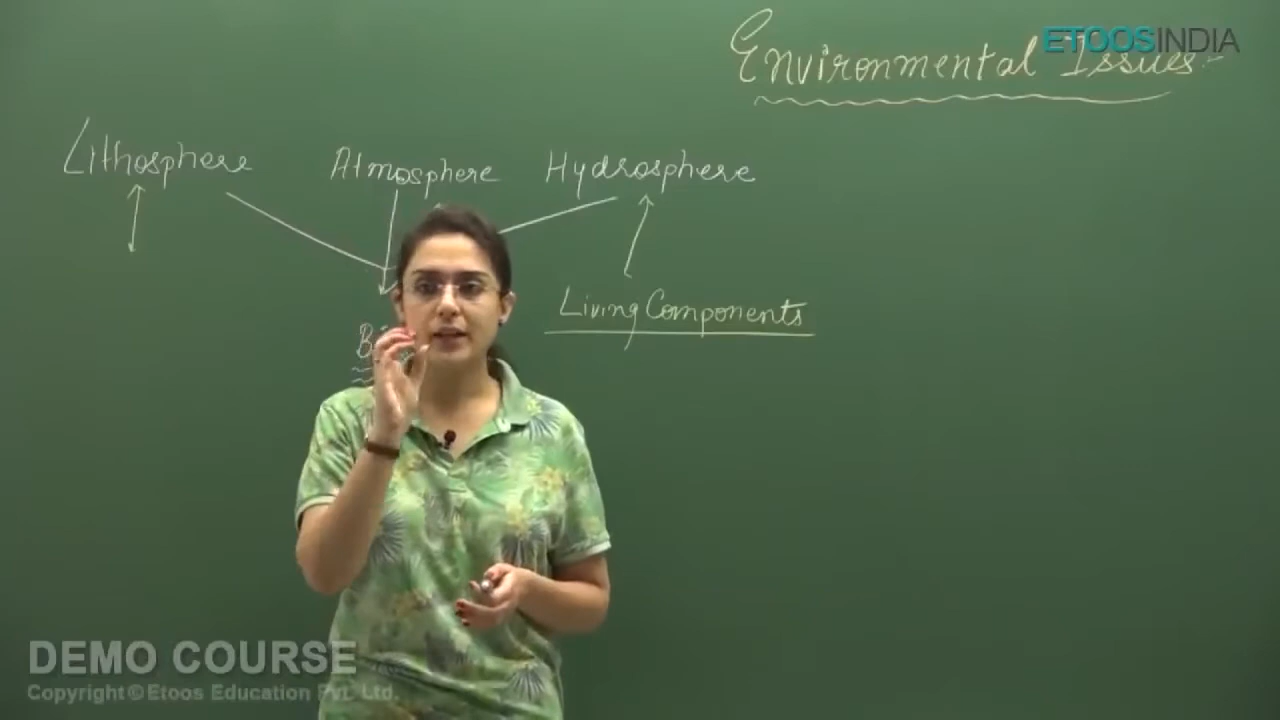 Environmental Issues
ETOOSINDIA
Lithosphere
Atmosphere
Hydrosphere
Living Components
DEMO COURSE
Copyright©Etoos Education Pvt. Ltd.